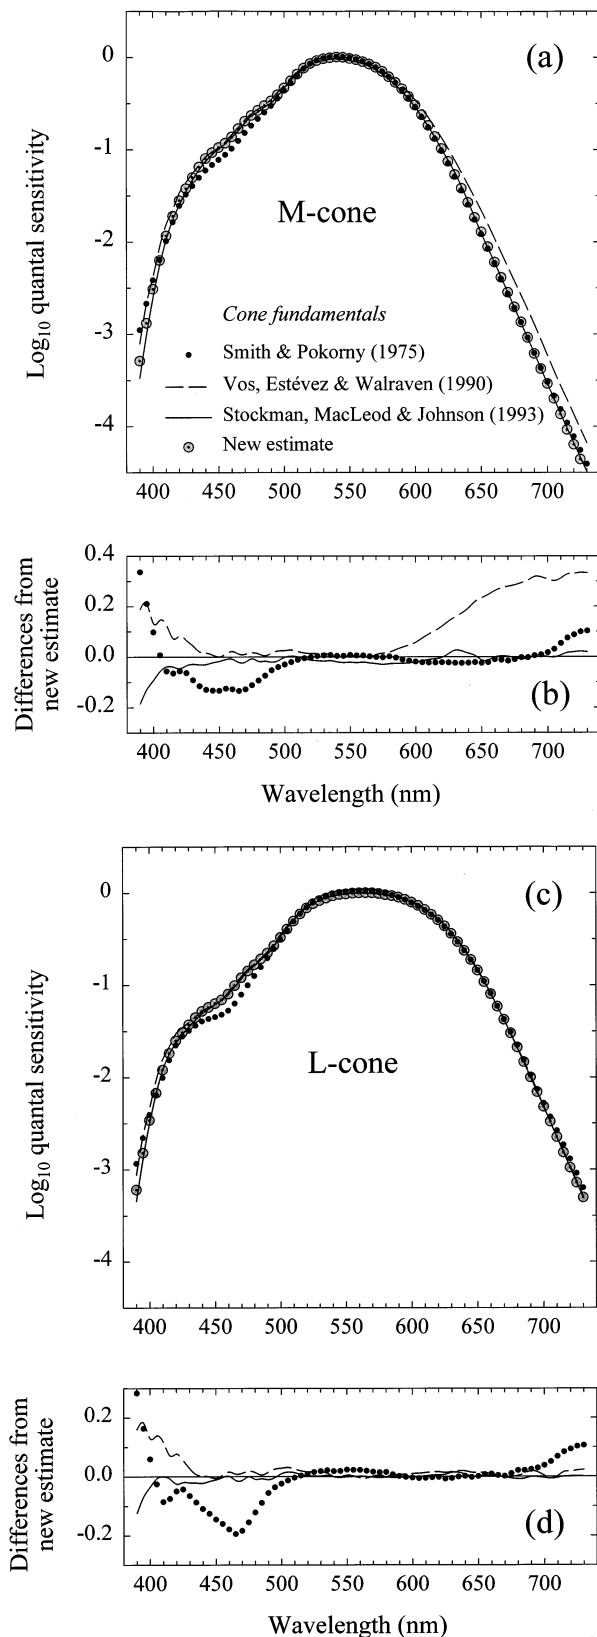 (a)
0
-1
-2
-3
-4
Log10 quantal sensitivity
M-cone
Cone fundamentals
Smith & Pokorny (1975)
Vos, Estévez & Walraven (1990)
Stockman, MacLeod & Johnson (1993)
New estimate
400 450 500 550 600 650 700
0.4
0.2
0.0
-0.2
Differences from
new estimate
(b)
400 450 500 550 600 650 700
Wavelength (nm)
(c)
0
-1
-2
-3
-4
Log10 quantal sensitivity
L-cone
400 450 500 550 600 650 700
0.2
0.0
-0.2
Differences from
new estimate
(d)
400 450 500 550 600 650 700
Wavelength (nm)